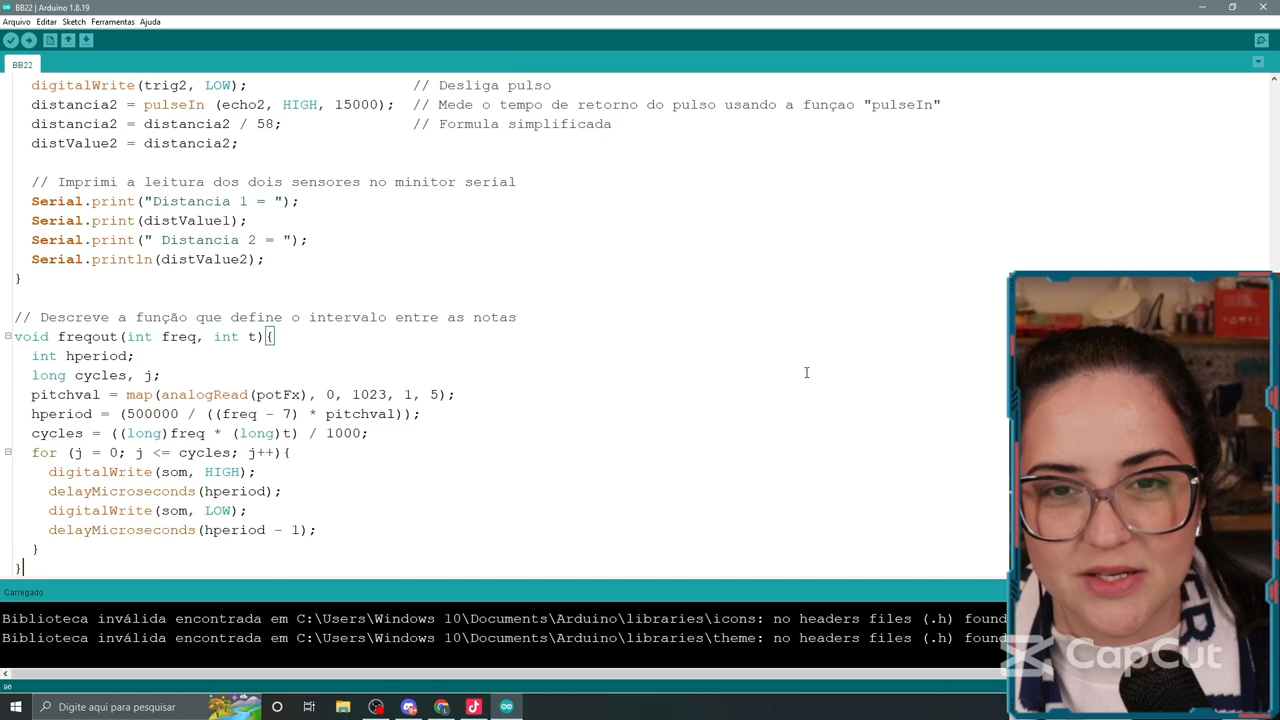 BB22 | Arduino 1.8.19
Arquivo Editar Sketch Ferramentas Ajuda
BB22
digitalWrite(trig2, LOW); // Desliga pulso
distancia2 = pulseIn (echo2, HIGH, 15000); // Mede o tempo de retorno do pulso usando a funçao "pulseIn"
distancia2 = distancia2 / 58; // Formula simplificada
distValue2 = distancia2;
// Imprimi a leitura dos dois sensores no minitor serial
Serial.print("Distancia 1 = ");
Serial.print(distValue1);
Serial.print(" Distancia 2 = ");
Serial.println(distValue2);
}
// Descreve a função que define o intervalo entre as notas
void freqout(int freq, int t){
int hperiod;
long cycles, j;
pitchval = map(analogRead(potFx), 0, 1023, 1, 5);
hperiod = (500000 / ((freq - 7) * pitchval));
cycles = ((long)freq * (long)t) / 1000;
for (j = 0; j <= cycles; j++){
digitalWrite(som, HIGH);
delayMicroseconds(hperiod);
digitalWrite(som, LOW);
delayMicroseconds(hperiod - 1);
}
}
Carregado.
Biblioteca inválida encontrada em C:\Users\Windows 10\Documents\Arduino\libraries\icons: no headers files (.h) found
Biblioteca inválida encontrada em C:\Users\Windows 10\Documents\Arduino\libraries\theme: no headers files (.h) found
CapCut
96
Digite aqui para pesquisar